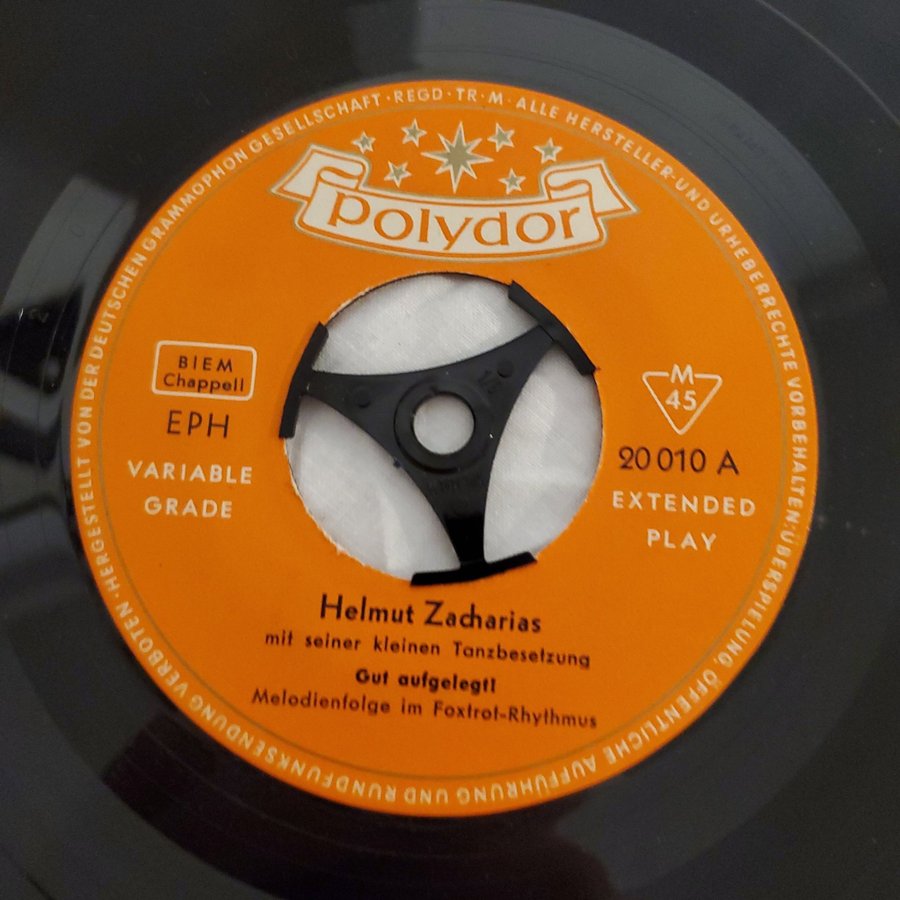 HERGESTELLT VON DER DEUTSCHEN GRAMMOPHON GESELLSCHAFT · REGD · TR · M · ALLE HERSTELLER- UND URHEBERRECHTE VORBEHALTEN: ÜBERSPIELUNG, ÖFFENTLICHE AUFFÜHRUNG UND RUNDFUNKSENDUNG VERBOTEN ·
polydor
BIEM
Chappell
EPH
VARIABLE
GRADE
M
45
20 010 A
EXTENDED
PLAY
Helmut Zacharias
mit seiner kleinen Tanzbesetzung
Gut aufgelegt!
Melodienfolge im Foxtrot-Rhythmus